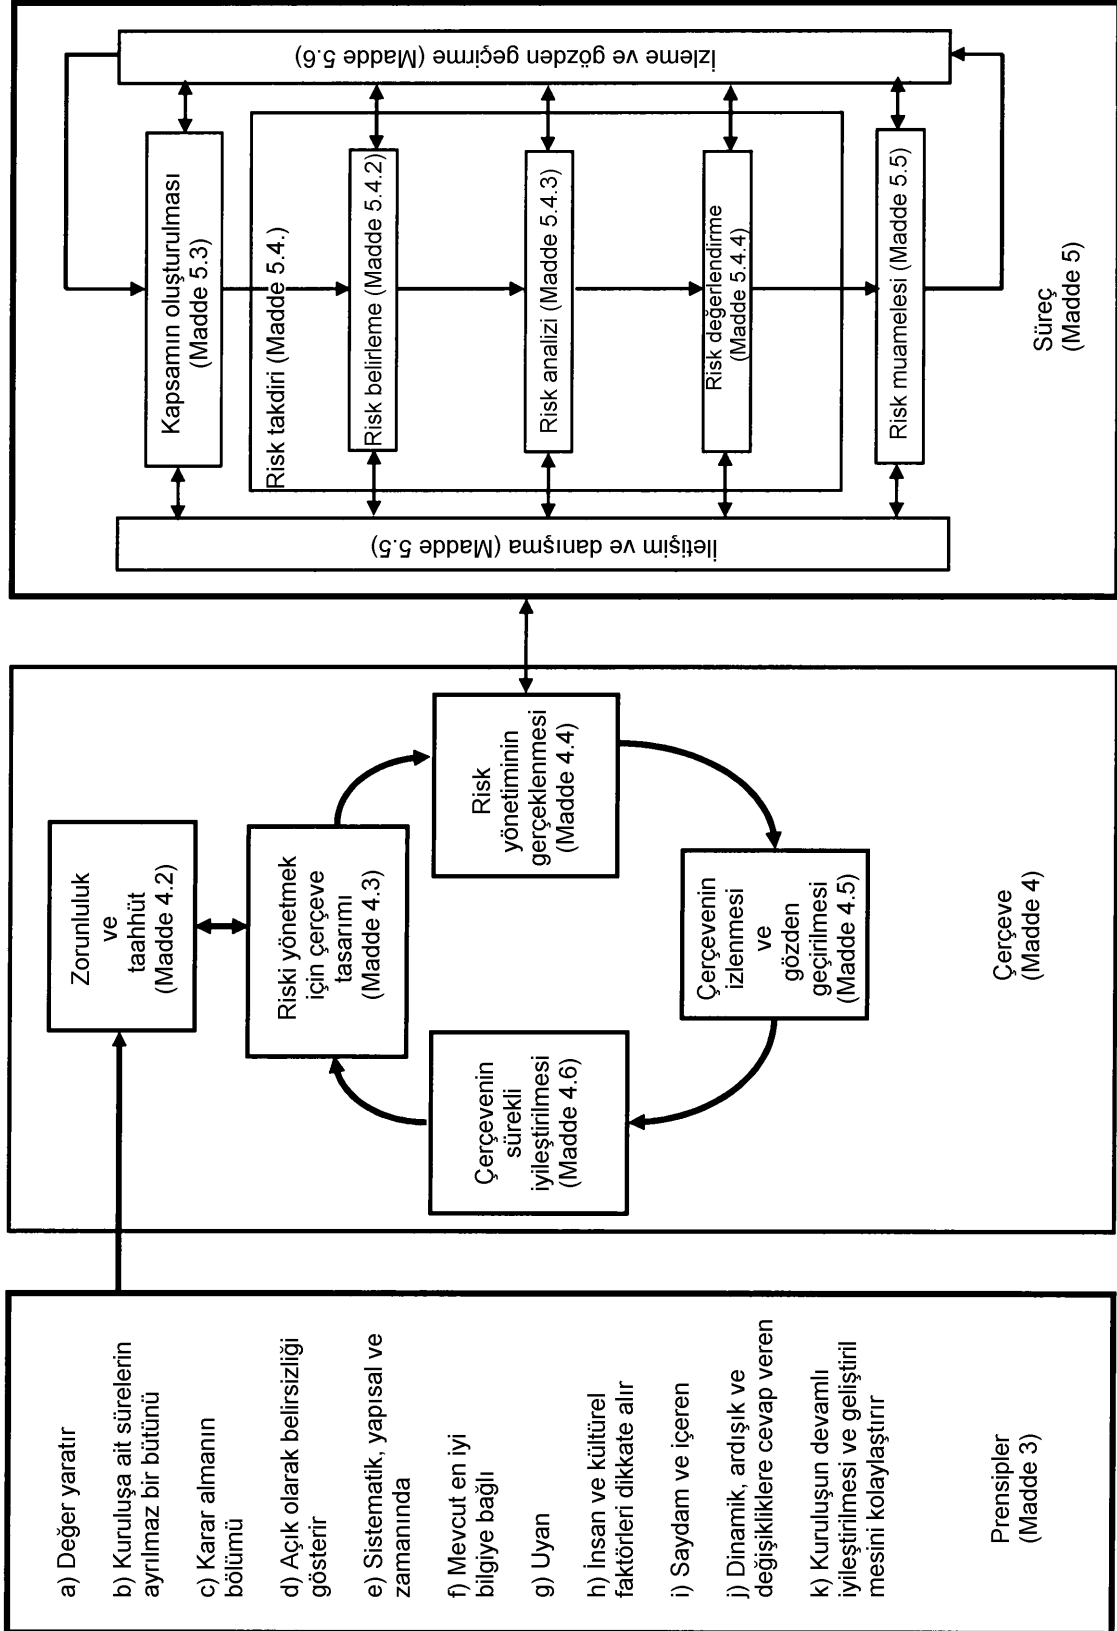 a) Değer yaratır
b) Kuruluşa ait sürelerin
ayrılmaz bir bütünü
c) Karar almanın
bölümü
d) Açık olarak belirsizliği
gösterir
e) Sistematik, yapısal ve
zamanında
f) Mevcut en iyi
bilgiye bağlı
g) Uyan
h) İnsan ve kültürel
faktörleri dikkate alır
i) Saydam ve içeren
j) Dinamik, ardışık ve
değişikliklere cevap veren
k) Kuruluşun devamlı
iyileştirilmesi ve geliştiril
mesini kolaylaştırır
Prensipler
(Madde 3)
Zorunluluk
ve
taahhüt
(Madde 4.2)
Riski yönetmek
için çerçeve
tasarımı
(Madde 4.3)
Risk
yönetiminin
gerçeklenmesi
(Madde 4.4)
Çerçevenin
izlenmesi
ve
gözden
geçirilmesi
(Madde 4.5)
Çerçevenin
sürekli
iyileştirilmesi
(Madde 4.6)
Çerçeve
(Madde 4)
İletişim ve danışma (Madde 5.5)
Kapsamın oluşturulması
(Madde 5.3)
Risk takdiri (Madde 5.4.)
Risk belirleme (Madde 5.4.2)
Risk analizi (Madde 5.4.3)
Risk değerlendirme
(Madde 5.4.4)
Risk muamelesi (Madde 5.5)
İzleme ve gözden geçirme (Madde 5.6)
Süreç
(Madde 5)